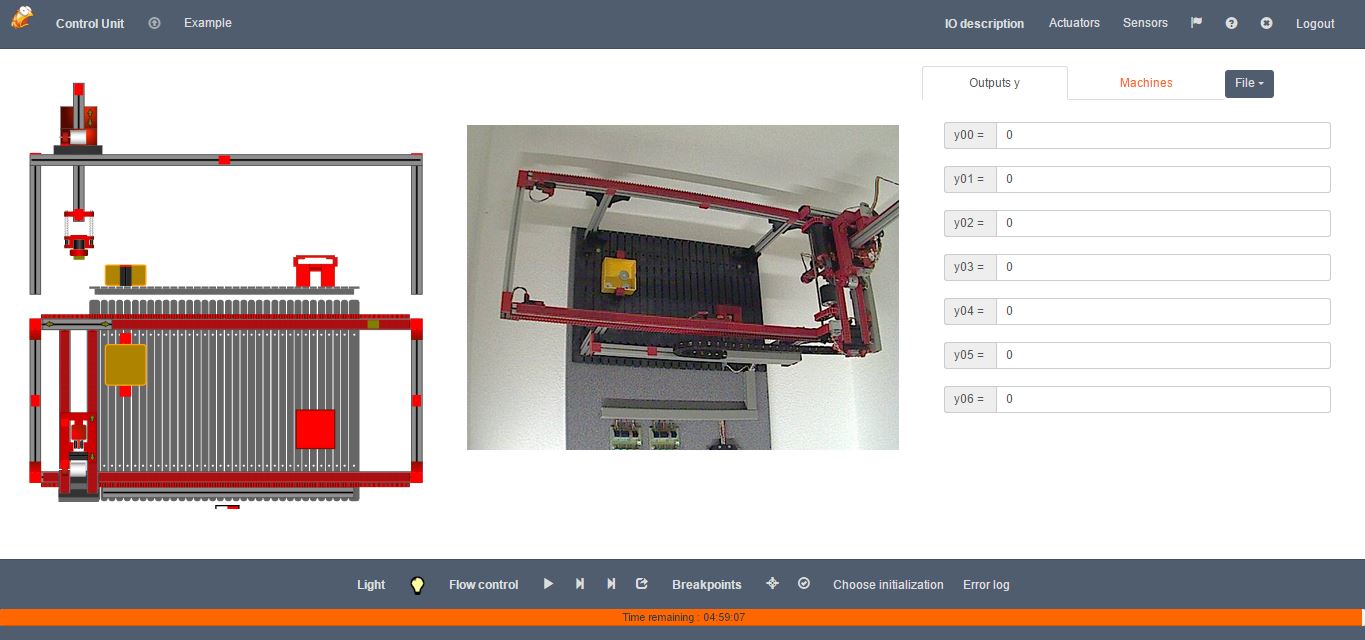 Control Unit Example IO description Actuators Sensors Logout
Outputs y Machines File
y00 = 0
y01 = 0
y02 = 0
y03 = 0
y04 = 0
y05 = 0
y06 = 0
Light Flow control Breakpoints Choose initialization Error log
Time remaining : 04:59:07